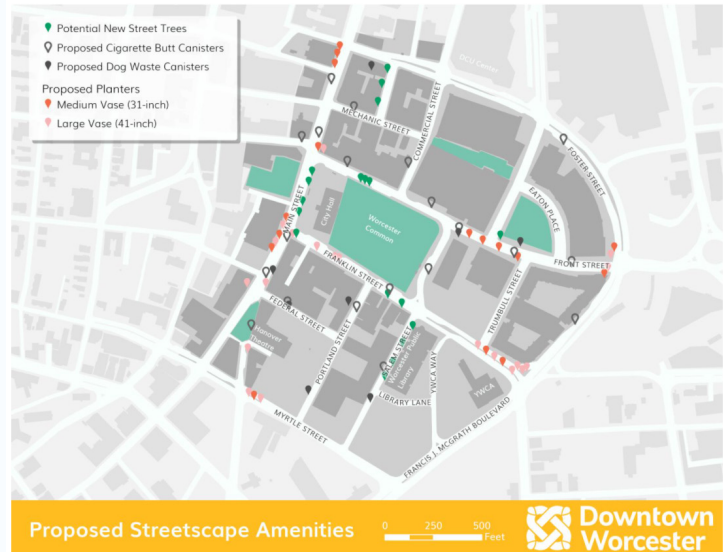 Potential New Street Trees
Proposed Cigarette Butt Canisters
Proposed Dog Waste Canisters
Proposed Planters
Medium Vase (31-inch)
Large Vase (41-inch)
DCU Center
MECHANIC STREET
COMMERCIAL STREET
FOSTER STREET
EATON PLACE
MAIN STREET
City Hall
Worcester
Common
FRONT STREET
FRANKLIN STREET
TRUMBULL STREET
FEDERAL STREET
Hanover
Theatre
PORTLAND STREET
SALEM STREET
Worcester Public
Library
YWCA WAY
LIBRARY LANE
YWCA
MYRTLE STREET
FRANCIS J. MCGRATH BOULEVARD
Proposed Streetscape Amenities
0 250 500
Feet
Downtown
Worcester